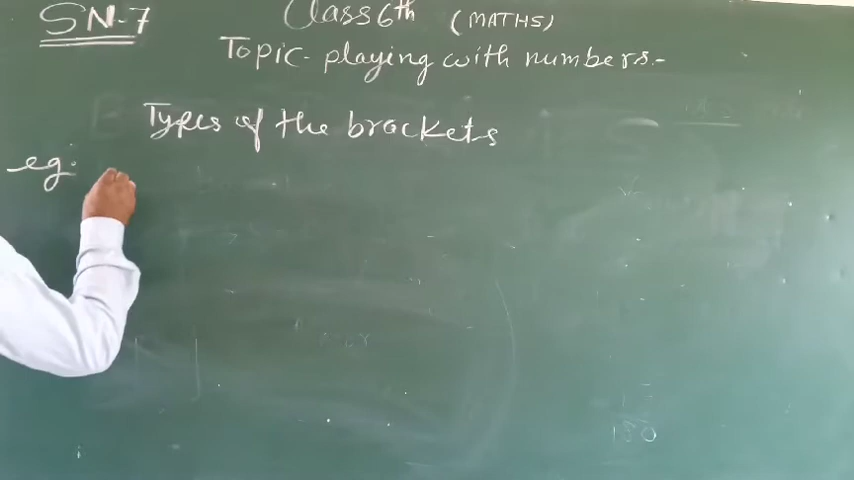 SN-7
Class 6th (MATHS)
Topic - playing with numbers.-
Types of the brackets
eg: